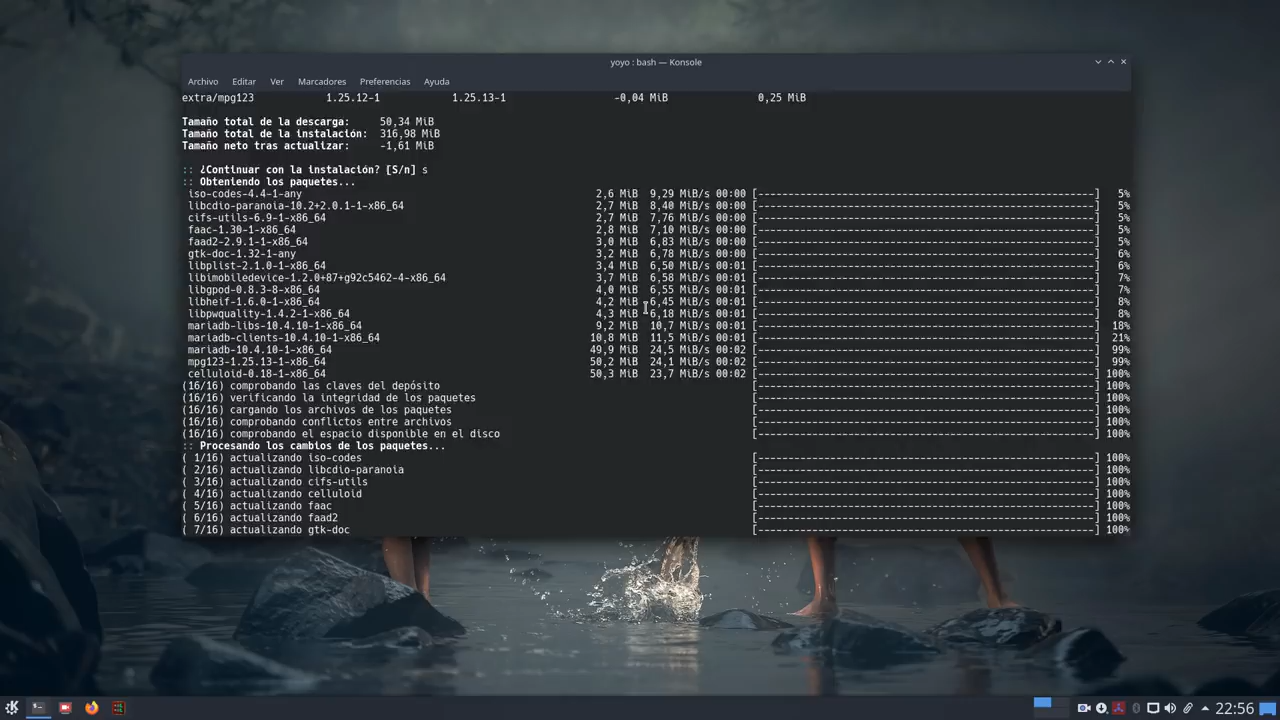 yoyo : bash — Konsole
Archivo Editar Ver Marcadores Preferencias Ayuda
extra/mpg123 1.25.12-1 1.25.13-1 -0,04 MiB 0,25 MiB
Tamaño total de la descarga: 50,34 MiB
Tamaño total de la instalación: 316,98 MiB
Tamaño neto tras actualizar: -1,61 MiB
:: ¿Continuar con la instalación? [S/n] s
:: Obteniendo los paquetes...
iso-codes-4.4-1-any 2,6 MiB 9,29 MiB/s 00:00 [----------------------------------------------------------] 5%
libcdio-paranoia-10.2+2.0.1-1-x86_64 2,7 MiB 8,40 MiB/s 00:00 [----------------------------------------------------------] 5%
cifs-utils-6.9-1-x86_64 2,7 MiB 7,76 MiB/s 00:00 [----------------------------------------------------------] 5%
faac-1.30-1-x86_64 2,8 MiB 7,10 MiB/s 00:00 [----------------------------------------------------------] 5%
faad2-2.9.1-1-x86_64 3,0 MiB 6,83 MiB/s 00:00 [----------------------------------------------------------] 5%
gtk-doc-1.32-1-any 3,2 MiB 6,78 MiB/s 00:00 [----------------------------------------------------------] 6%
libplist-2.1.0-1-x86_64 3,4 MiB 6,50 MiB/s 00:01 [----------------------------------------------------------] 6%
libimobiledevice-1.2.0+87+g92c5462-4-x86_64 3,7 MiB 6,58 MiB/s 00:01 [----------------------------------------------------------] 7%
libgpod-0.8.3-8-x86_64 4,0 MiB 6,55 MiB/s 00:01 [----------------------------------------------------------] 7%
libheif-1.6.0-1-x86_64 4,2 MiB 6,45 MiB/s 00:01 [----------------------------------------------------------] 8%
libpwquality-1.4.2-1-x86_64 4,3 MiB 6,18 MiB/s 00:01 [----------------------------------------------------------] 8%
mariadb-libs-10.4.10-1-x86_64 9,2 MiB 10,7 MiB/s 00:01 [----------------------------------------------------------] 18%
mariadb-clients-10.4.10-1-x86_64 10,8 MiB 11,5 MiB/s 00:01 [----------------------------------------------------------] 21%
mariadb-10.4.10-1-x86_64 49,9 MiB 24,5 MiB/s 00:02 [----------------------------------------------------------] 99%
mpg123-1.25.13-1-x86_64 50,2 MiB 24,1 MiB/s 00:02 [----------------------------------------------------------] 99%
celluloid-0.18-1-x86_64 50,3 MiB 23,7 MiB/s 00:02 [----------------------------------------------------------] 100%
(16/16) comprobando las claves del depósito [----------------------------------------------------------] 100%
(16/16) verificando la integridad de los paquetes [----------------------------------------------------------] 100%
(16/16) cargando los archivos de los paquetes [----------------------------------------------------------] 100%
(16/16) comprobando conflictos entre archivos [----------------------------------------------------------] 100%
(16/16) comprobando el espacio disponible en el disco [----------------------------------------------------------] 100%
:: Procesando los cambios de los paquetes...
( 1/16) actualizando iso-codes [----------------------------------------------------------] 100%
( 2/16) actualizando libcdio-paranoia [----------------------------------------------------------] 100%
( 3/16) actualizando cifs-utils [----------------------------------------------------------] 100%
( 4/16) actualizando celluloid [----------------------------------------------------------] 100%
( 5/16) actualizando faac [----------------------------------------------------------] 100%
( 6/16) actualizando faad2 [----------------------------------------------------------] 100%
( 7/16) actualizando gtk-doc [----------------------------------------------------------] 100%
22:56